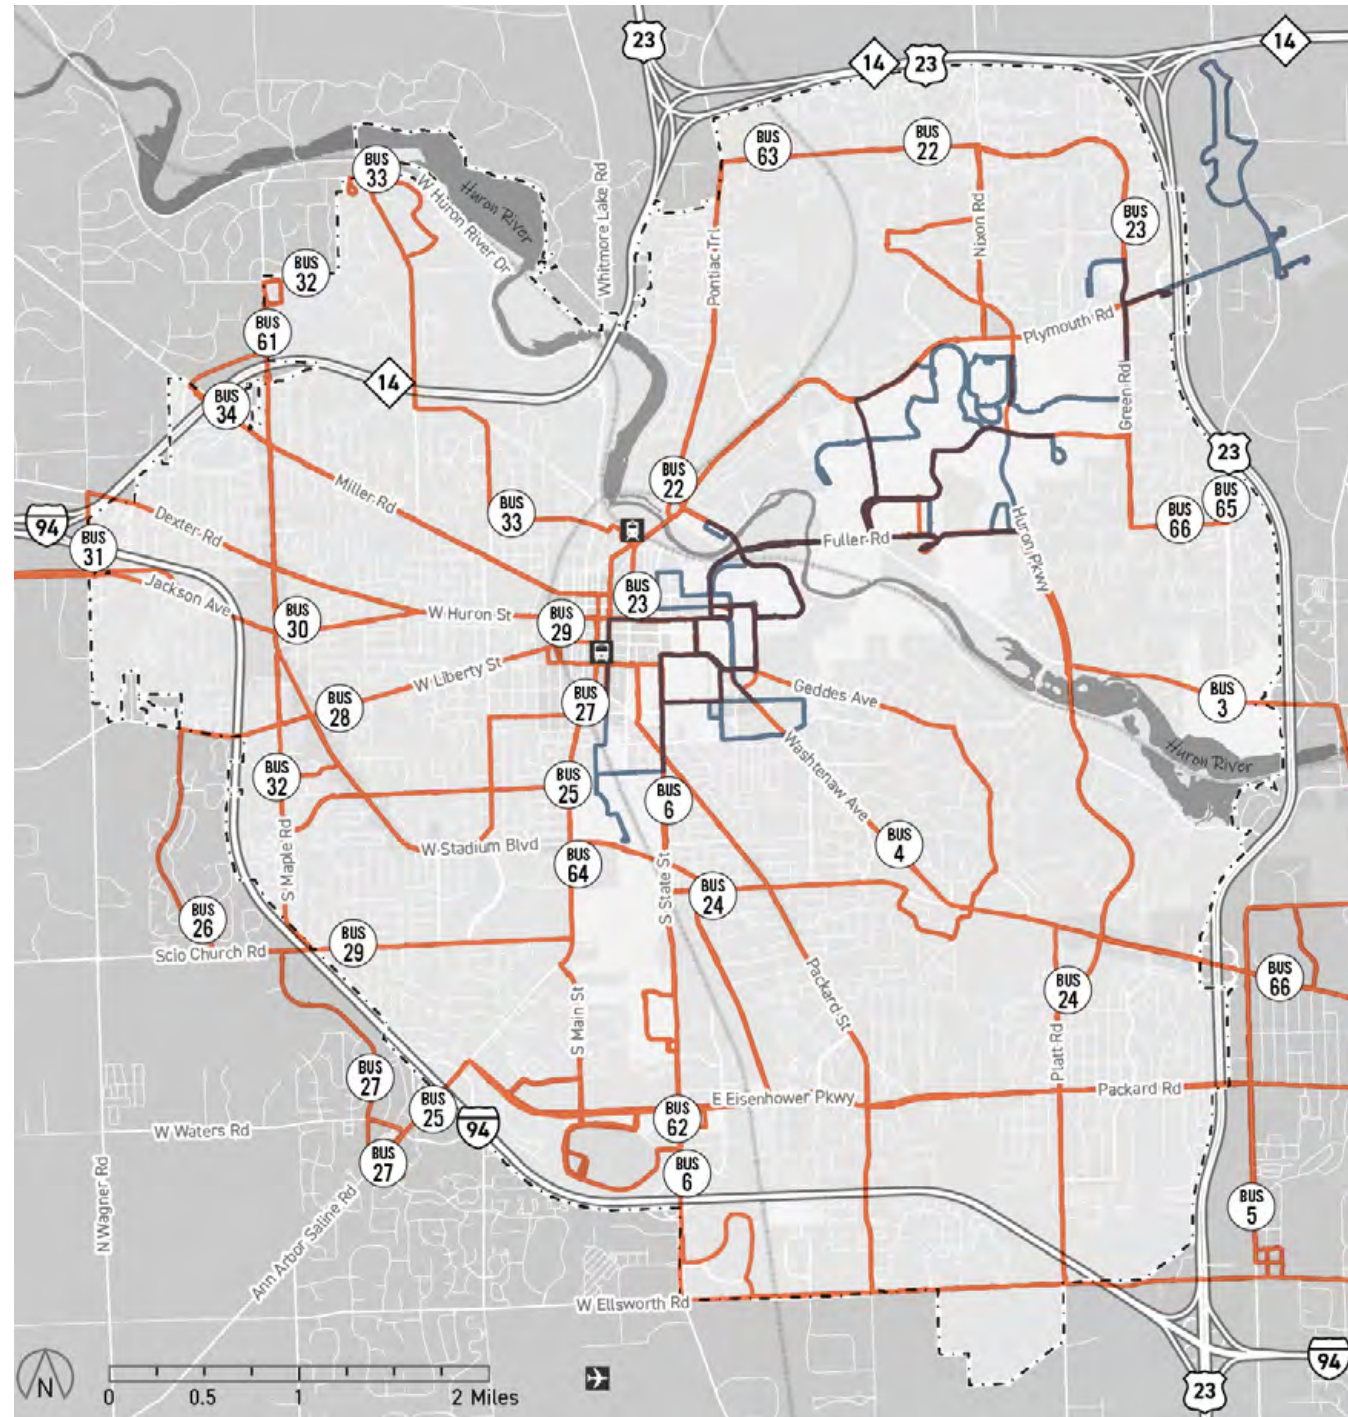 23
14
23
14
BUS
63
BUS
22
BUS
33
W Huron River Dr
Huron River
Whitmore Lake Rd
Pontiac Trl
Nixon Rd
BUS
23
BUS
32
BUS
61
Plymouth Rd
14
BUS
34
Green Rd
23
Miller Rd
BUS
22
BUS
65
BUS
33
BUS
66
94
Dexter Rd
BUS
31
Fuller Rd
Huron Pkwy
Jackson Ave
BUS
23
BUS
30
W Huron St
BUS
29
W Liberty St
Geddes Ave
BUS
3
BUS
28
BUS
27
Washtenaw Ave
Huron River
BUS
32
BUS
25
BUS
6
S Maple Rd
W Stadium Blvd
BUS
4
BUS
64
S State St
BUS
24
BUS
26
Scio Church Rd
BUS
29
Packard St
BUS
24
BUS
66
S Main St
Platt Rd
BUS
27
BUS
25
94
E Eisenhower Pkwy
Packard Rd
BUS
62
W Waters Rd
BUS
27
BUS
6
N Wagner Rd
Ann Arbor Saline Rd
BUS
5
W Ellsworth Rd
94
23
N
0 0.5 1 2 Miles